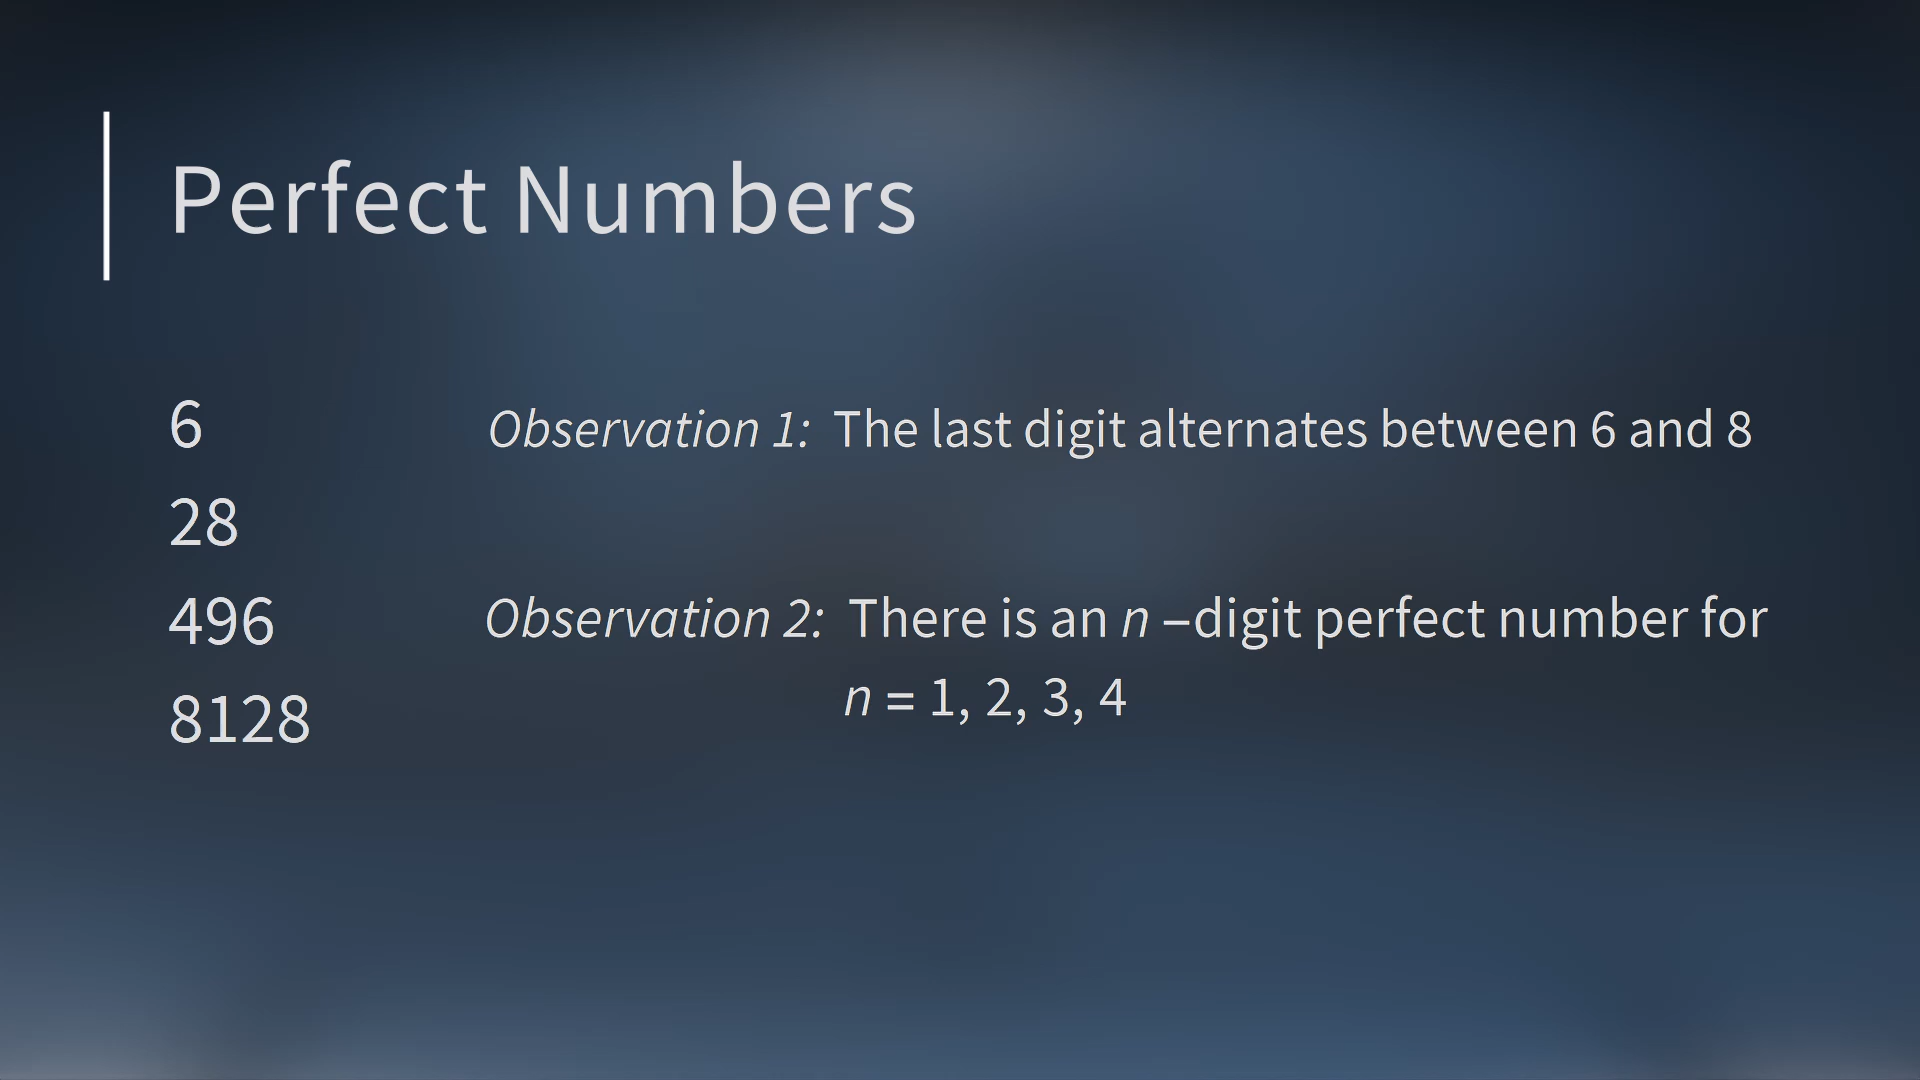 Perfect Numbers
6
28
496
8128
Observation 1: The last digit alternates between 6 and 8
Observation 2: There is an n –digit perfect number for
n = 1, 2, 3, 4